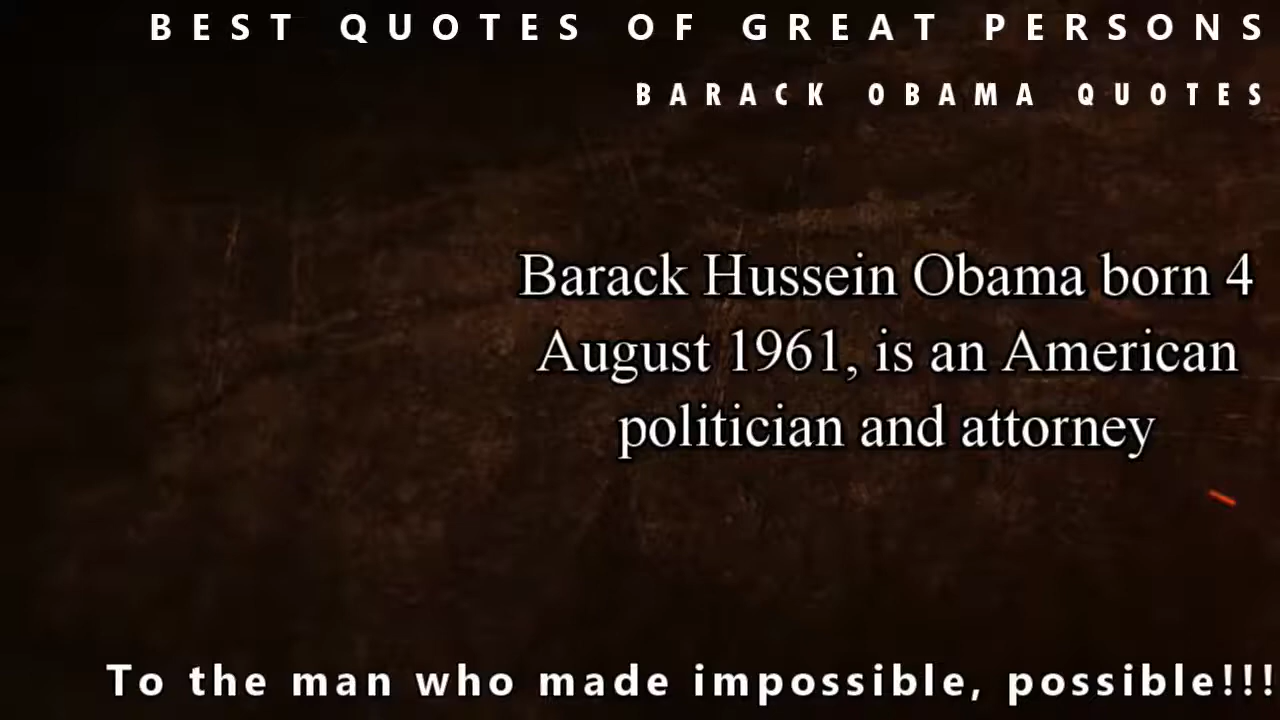 BEST QUOTES OF GREAT PERSONS
BARACK OBAMA QUOTES
Barack Hussein Obama born 4
August 1961, is an American
politician and attorney
To the man who made impossible, possible!!!